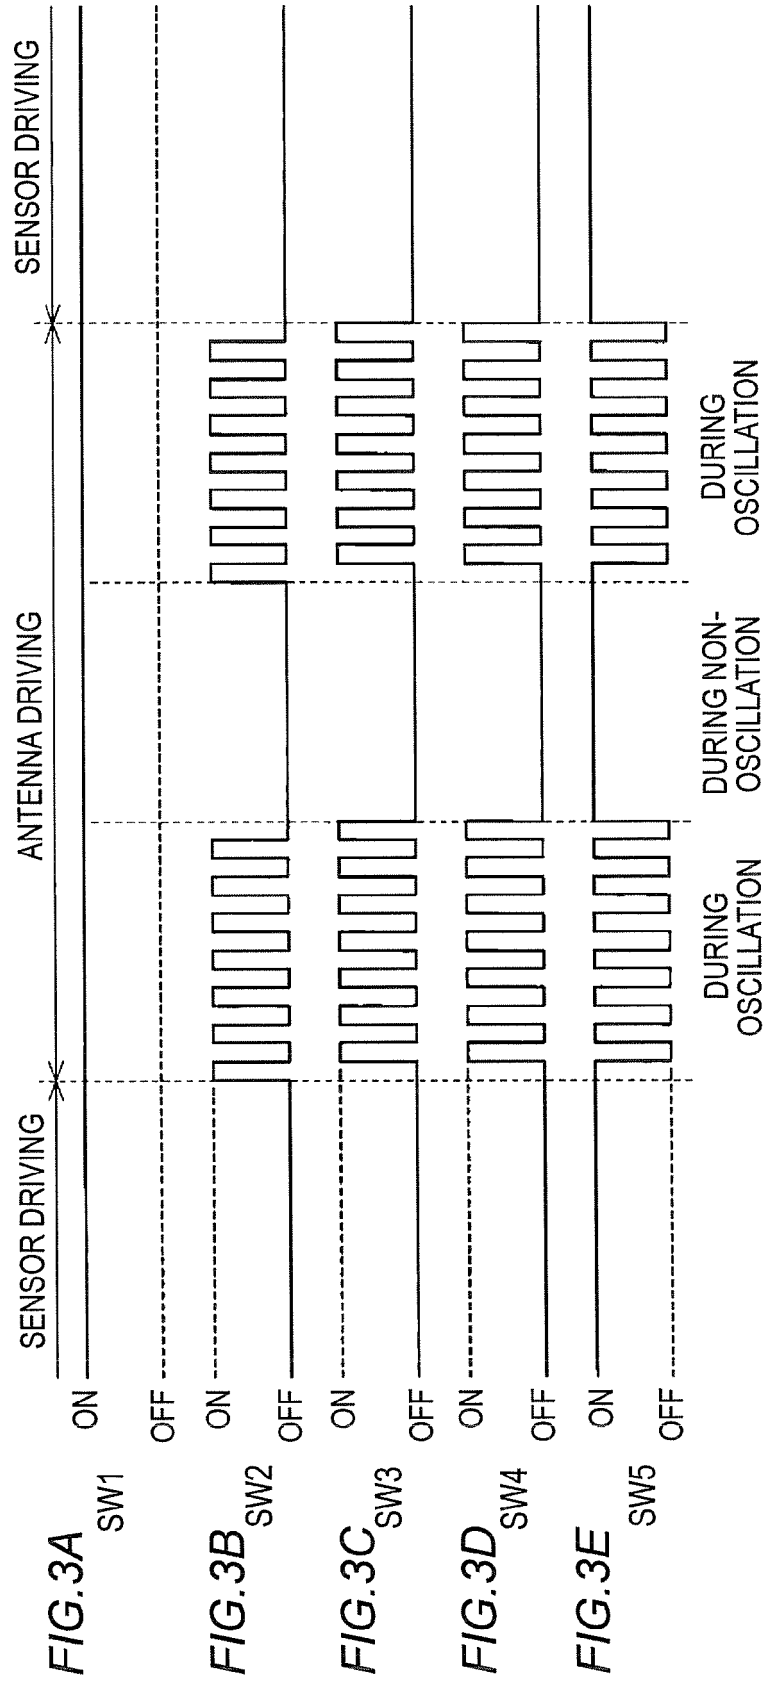 SENSOR DRIVING
ANTENNA DRIVING
SENSOR DRIVING
FIG.3A
SW1
ON
OFF
FIG.3B
SW2
ON
OFF
FIG.3C
SW3
ON
OFF
FIG.3D
SW4
ON
OFF
FIG.3E
SW5
ON
OFF
DURING
OSCILLATION
DURING NON-
OSCILLATION
DURING
OSCILLATION